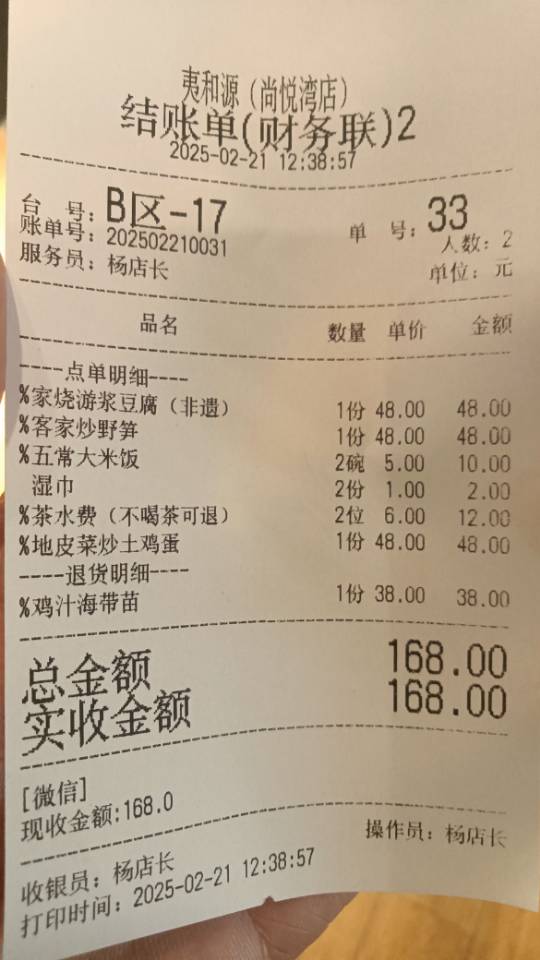 夷和源（尚悦湾店）
结账单(财务联)2
2025-02-21 12:38:57
台 号: B区-17 单 号: 33
账单号: 202502210031 人数: 2
服务员: 杨店长 单位: 元
品名 数量 单价 金额
----点单明细----
%家烧游浆豆腐（非遗） 1份 48.00 48.00
%客家炒野笋 1份 48.00 48.00
%五常大米饭 2碗 5.00 10.00
湿巾 2份 1.00 2.00
%茶水费（不喝茶可退） 2位 6.00 12.00
%地皮菜炒土鸡蛋 1份 48.00 48.00
----退货明细----
%鸡汁海带苗 1份 38.00 38.00
总金额 168.00
实收金额 168.00
[微信]
现收金额:168.0
操作员: 杨店长
收银员: 杨店长
打印时间: 2025-02-21 12:38:57